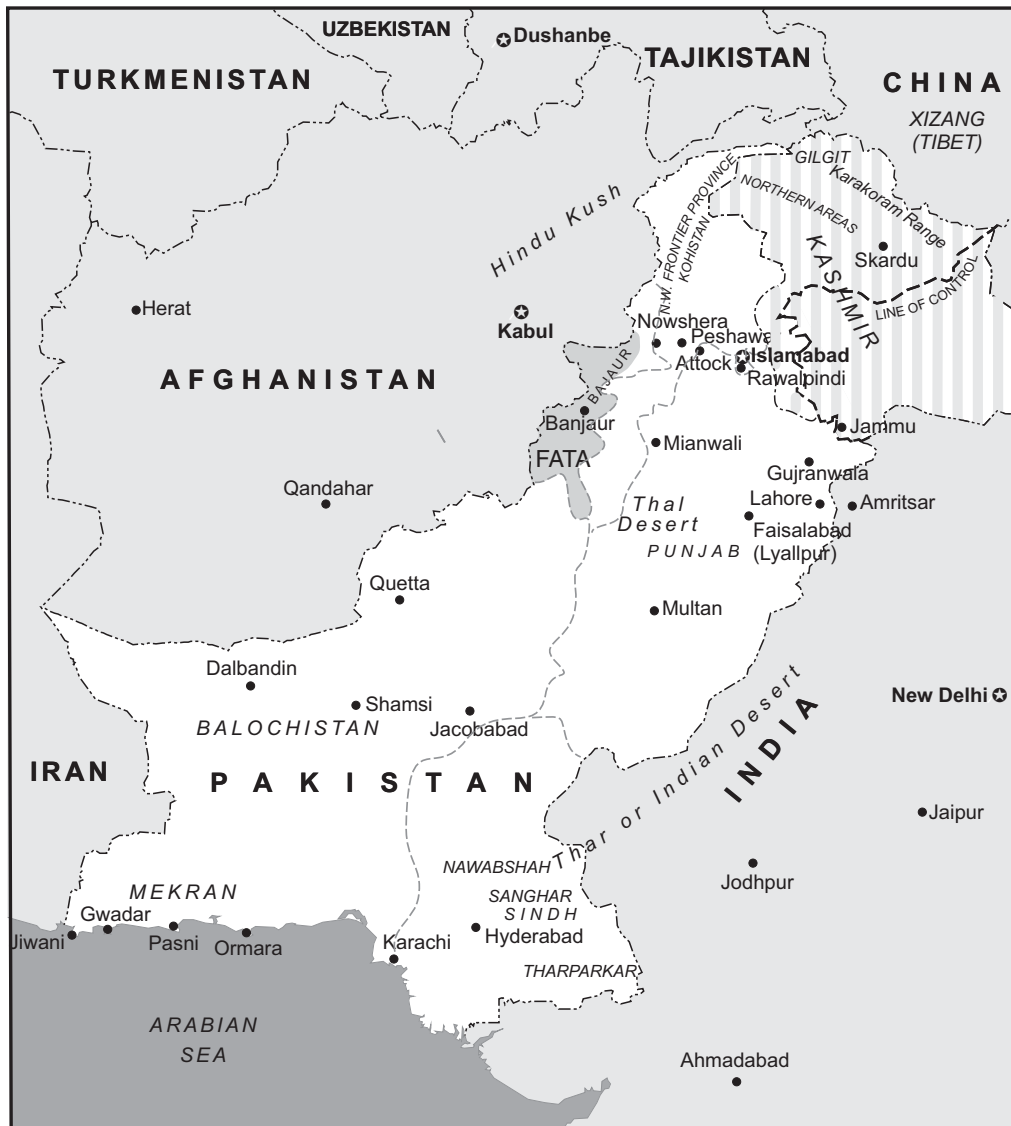 UZBEKISTAN
Dushanbe
TURKMENISTAN
TAJIKISTAN
CHINA
XIZANG
(TIBET)
GILGIT
Karakoram Range
NORTHERN AREAS
N.W. FRONTIER PROVINCE
KOHISTAN
Hindu Kush
KASHMIR
Skardu
LINE OF CONTROL
Herat
Kabul
Nowshera
Peshawa
Islamabad
Attock
Rawalpindi
AFGHANISTAN
BAJAUR
Banjaur
FATA
Mianwali
Jammu
Gujranwala
Qandahar
Thal
Desert
Lahore
Amritsar
Faisalabad
(Lyallpur)
PUNJAB
Quetta
Multan
Dalbandin
Shamsi
Jacobabad
BALOCHISTAN
New Delhi
Thar or Indian Desert
INDIA
IRAN
PAKISTAN
Jaipur
NAWABSHAH
Jodhpur
MEKRAN
SANGHAR
SINDH
Gwadar
Jiwani
Pasni
Ormara
Karachi
Hyderabad
THARPARKAR
ARABIAN
SEA
Ahmadabad